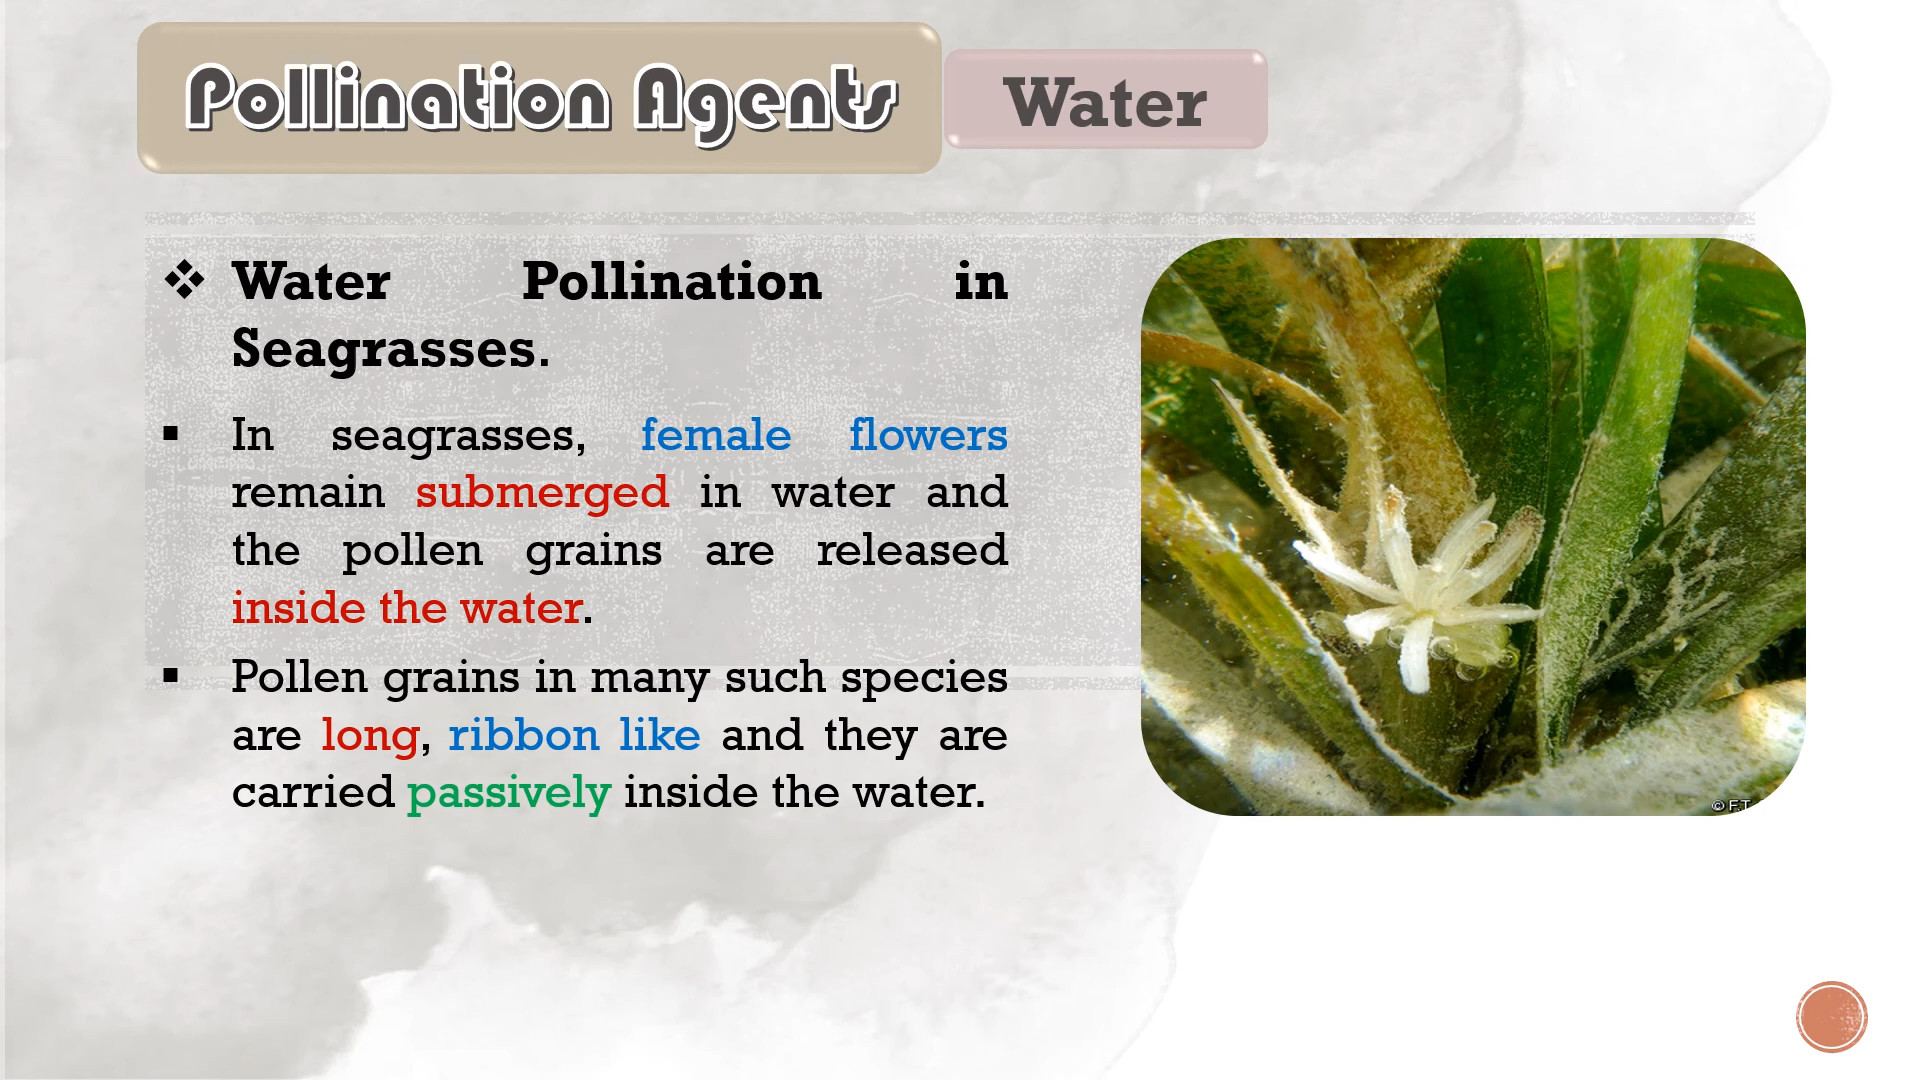 Pollination Agents
Water
❖ Water Pollination in
Seagrasses.
▪ In seagrasses, female flowers
remain submerged in water and
the pollen grains are released
inside the water.
▪ Pollen grains in many such species
are long, ribbon like and they are
carried passively inside the water.
© F.T